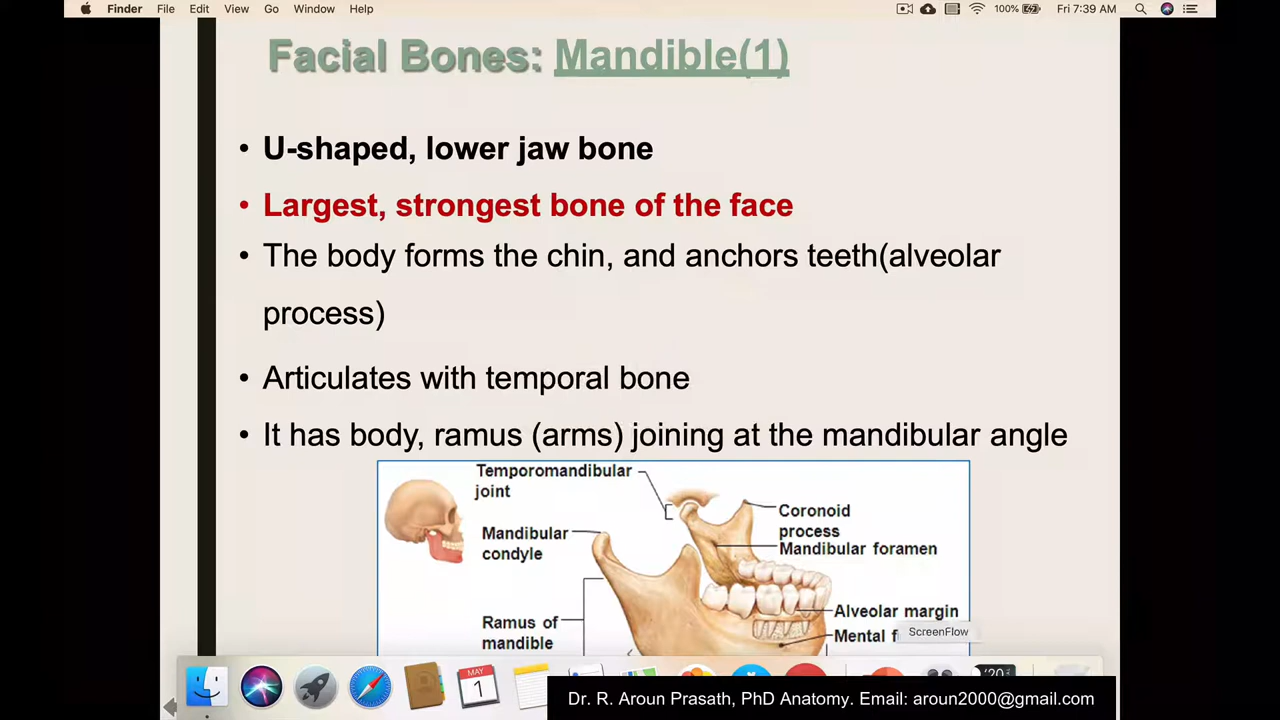 Finder File Edit View Go Window Help 100% Fri 7:39 AM
Facial Bones: Mandible(1)
• U-shaped, lower jaw bone
• Largest, strongest bone of the face
• The body forms the chin, and anchors teeth(alveolar
process)
• Articulates with temporal bone
• It has body, ramus (arms) joining at the mandibular angle
Temporomandibular
joint
Coronoid
process
Mandibular
condyle
Mandibular foramen
Alveolar margin
Ramus of
mandible
Mental
ScreenFlow
MAY
1
Dr. R. Aroun Prasath, PhD Anatomy. Email: aroun2000@gmail.com